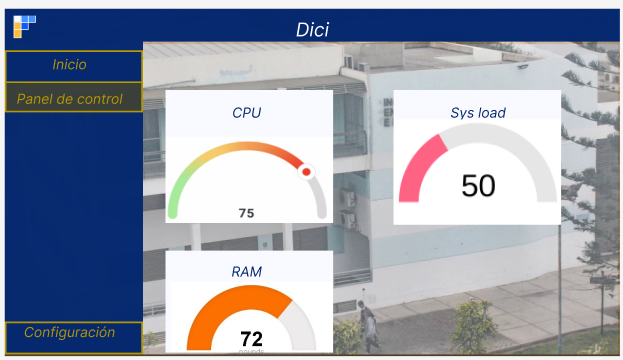 Dici
Inicio
Panel de control
Configuración
CPU
75
Sys load
50
RAM
72